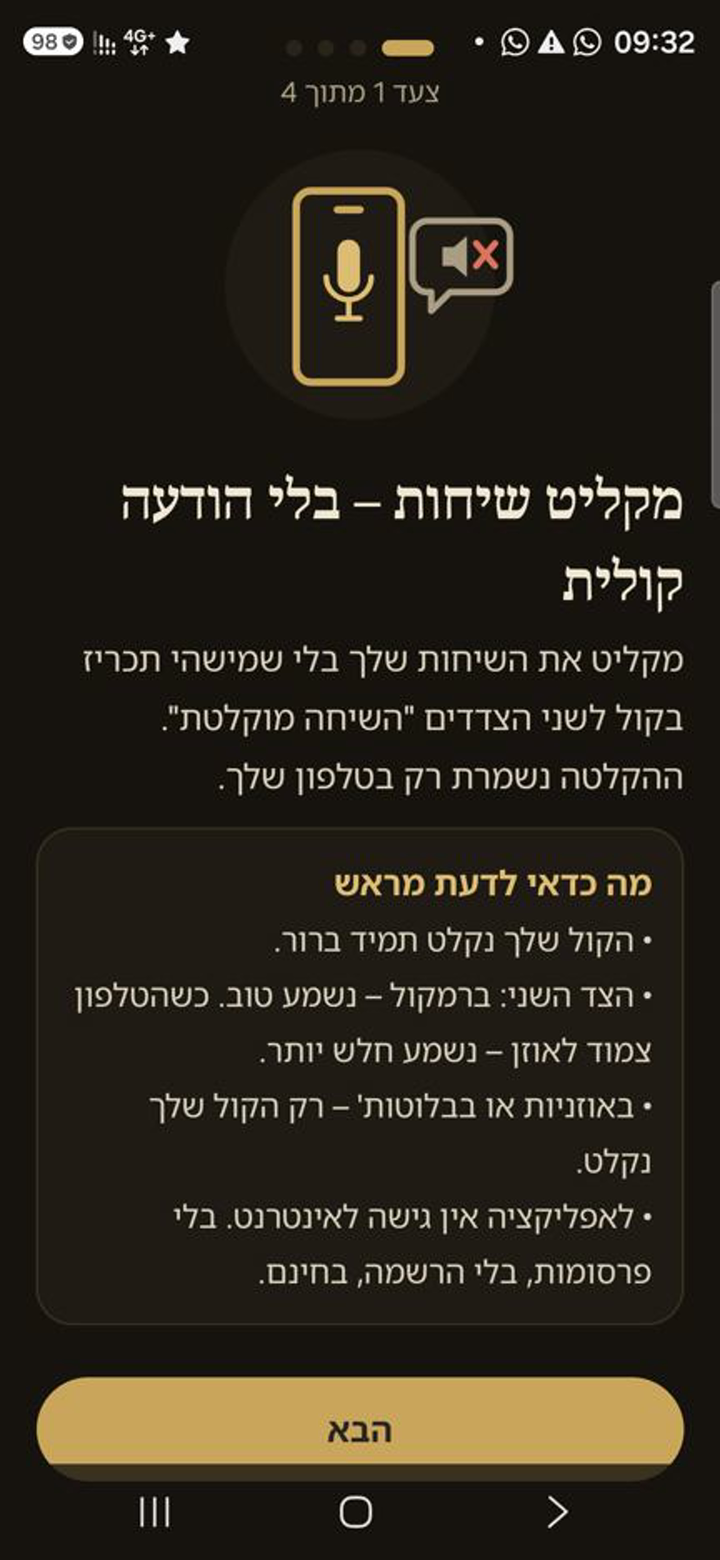 98
4G+
09:32
צעד 1 מתוך 4
מקליט שיחות – בלי הודעה
קולית
מקליט את השיחות שלך בלי שמישהי תכריז
בקול לשני הצדדים "השיחה מוקלטת".
ההקלטה נשמרת רק בטלפון שלך.
מה כדאי לדעת מראש
• הקול שלך נקלט תמיד ברור.
• הצד השני: ברמקול – נשמע טוב. כשהטלפון
צמוד לאוזן – נשמע חלש יותר.
• באוזניות או בבלוטות' – רק הקול שלך
נקלט.
• לאפליקציה אין גישה לאינטרנט. בלי
פרסומות, בלי הרשמה, בחינם.
הבא